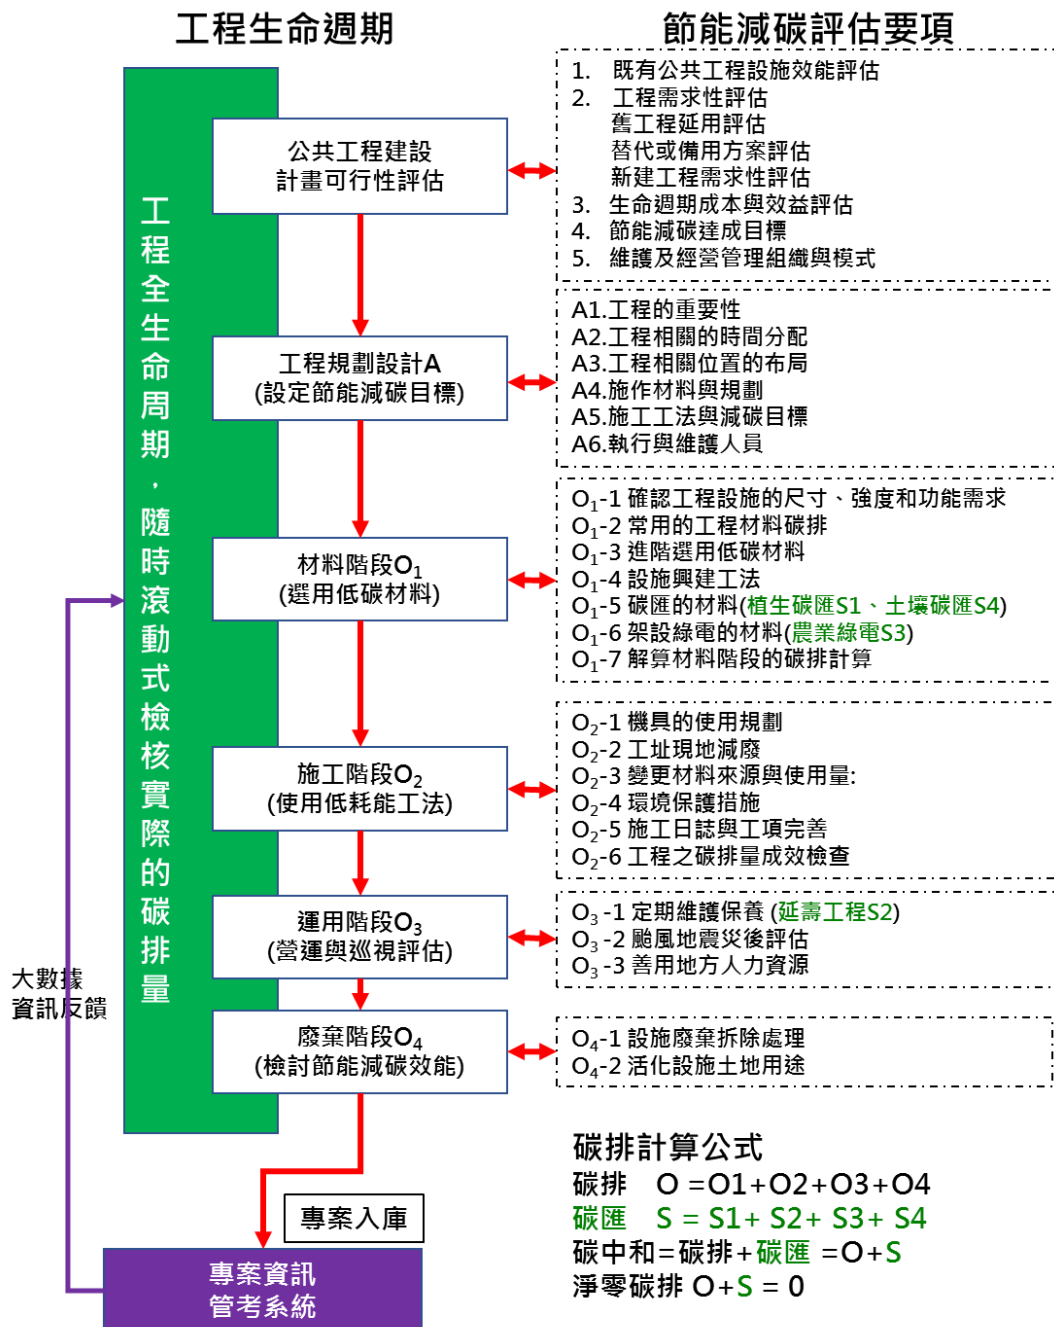 工程生命週期
節能減碳評估要項
工程全生命周期，隨時滾動式檢核實際的碳排量
公共工程建設
計畫可行性評估
1. 既有公共工程設施效能評估
2. 工程需求性評估
舊工程延用評估
替代或備用方案評估
新建工程需求性評估
3. 生命週期成本與效益評估
4. 節能減碳達成目標
5. 維護及經營管理組織與模式
工程規劃設計A
(設定節能減碳目標)
A1.工程的重要性
A2.工程相關的時間分配
A3.工程相關位置的布局
A4.施作材料與規劃
A5.施工工法與減碳目標
A6.執行與維護人員
材料階段O₁
(選用低碳材料)
O₁-1 確認工程設施的尺寸、強度和功能需求
O₁-2 常用的工程材料碳排
O₁-3 進階選用低碳材料
O₁-4 設施興建工法
O₁-5 碳匯的材料(植生碳匯S1、土壤碳匯S4)
O₁-6 架設綠電的材料(農業綠電S3)
O₁-7 解算材料階段的碳排計算
施工階段O₂
(使用低耗能工法)
O₂-1 機具的使用規劃
O₂-2 工址現地減廢
O₂-3 變更材料來源與使用量:
O₂-4 環境保護措施
O₂-5 施工日誌與工項完善
O₂-6 工程之碳排量成效檢查
運用階段O₃
(營運與巡視評估)
O₃-1 定期維護保養 (延壽工程S2)
O₃-2 颱風地震災後評估
O₃-3 善用地方人力資源
大數據
資訊反饋
廢棄階段O₄
(檢討節能減碳效能)
O₄-1 設施廢棄拆除處理
O₄-2 活化設施土地用途
專案入庫
專案資訊
管考系統
碳排計算公式
碳排 O =O1+O2+O3+O4
碳匯 S = S1+ S2+ S3+ S4
碳中和=碳排+碳匯 =O+S
淨零碳排 O+S = 0